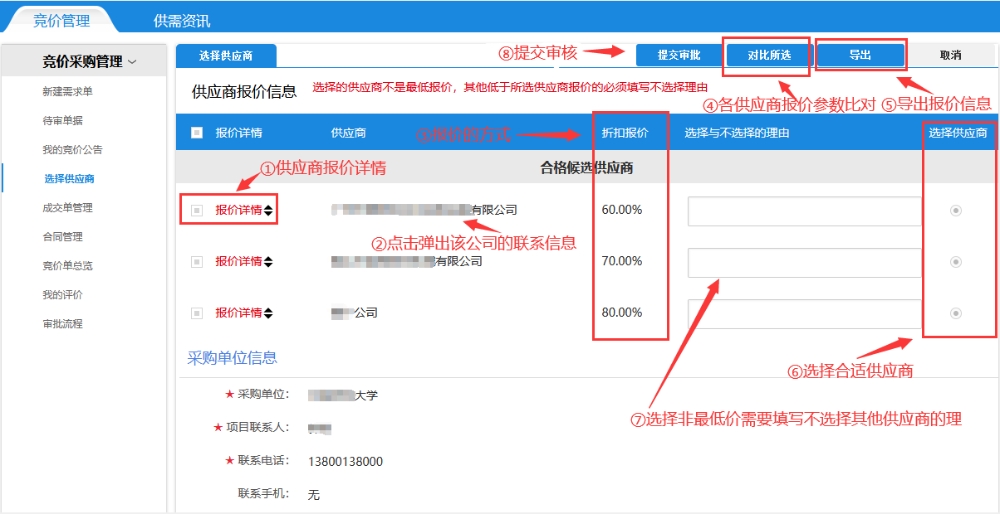 竞价管理 供需资讯
竞价采购管理
新建需求单
待审单据
我的竞价公告
选择供应商
成交单管理
合同管理
竞价单总览
我的评价
审批流程
选择供应商 ⑧提交审核 提交审批 对比所选 导出 取消
供应商报价信息 选择的供应商不是最低报价，其他低于所选供应商报价的必须填写不选择理由
④各供应商报价参数比对 ⑤导出报价信息
报价详情 供应商 ③报价的方式 折扣报价 选择与不选择的理由 选择供应商
①供应商报价详情 合格候选供应商
报价详情 有限公司 60.00%
②点击弹出该公司的联系信息
报价详情 有限公司 70.00%
报价详情 公司 80.00%
采购单位信息
⑥选择合适供应商
★ 采购单位： 大学
⑦选择非最低价需要填写不选择其他供应商的理
★ 项目联系人：
★ 联系电话： 13800138000
联系手机： 无